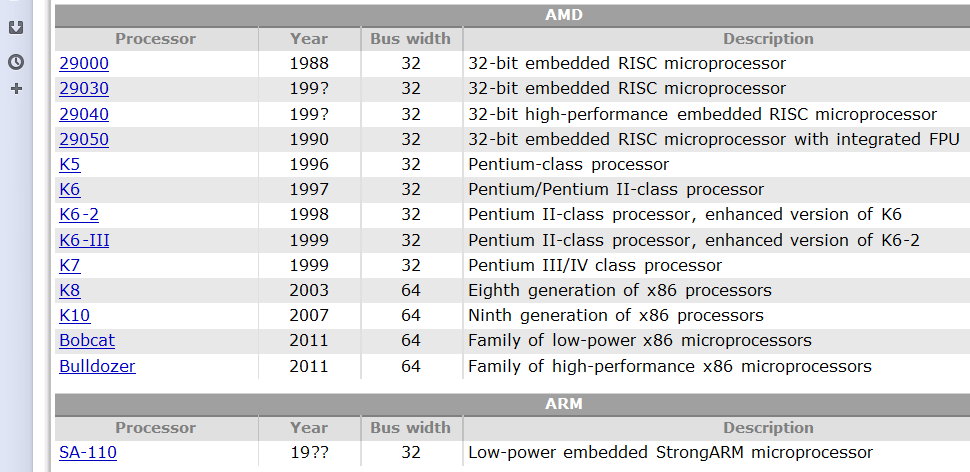 AMD
Processor Year Bus width Description
29000 1988 32 32-bit embedded RISC microprocessor
29030 199? 32 32-bit embedded RISC microprocessor
29040 199? 32 32-bit high-performance embedded RISC microprocessor
29050 1990 32 32-bit embedded RISC microprocessor with integrated FPU
K5 1996 32 Pentium-class processor
K6 1997 32 Pentium/Pentium II-class processor
K6-2 1998 32 Pentium II-class processor, enhanced version of K6
K6-III 1999 32 Pentium II-class processor, enhanced version of K6-2
K7 1999 32 Pentium III/IV class processor
K8 2003 64 Eighth generation of x86 processors
K10 2007 64 Ninth generation of x86 processors
Bobcat 2011 64 Family of low-power x86 microprocessors
Bulldozer 2011 64 Family of high-performance x86 microprocessors
ARM
Processor Year Bus width Description
SA-110 19?? 32 Low-power embedded StrongARM microprocessor